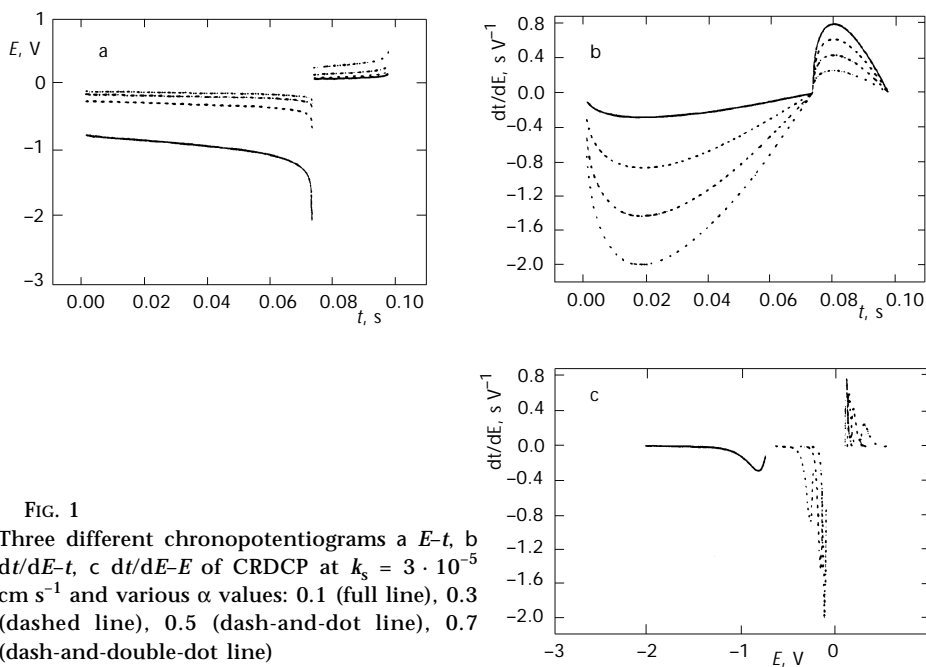 1
E, V
a
0
−1
−2
−3
0.00 0.02 0.04 0.06 0.08 0.10
t, s
dt/dE, s V⁻¹
0.8
b
0.4
0.0
−0.4
−0.8
−1.2
−1.6
−2.0
0.00 0.02 0.04 0.06 0.08 0.10
t, s
dt/dE, s V⁻¹
0.8
c
0.4
0.0
−0.4
−0.8
−1.2
−1.6
−2.0
−3 −2 −1 0
E, V
FIG. 1
Three different chronopotentiograms a E–t, b
dt/dE–t, c dt/dE–E of CRDCP at kₛ = 3 · 10⁻⁵
cm s⁻¹ and various α values: 0.1 (full line), 0.3
(dashed line), 0.5 (dash-and-dot line), 0.7
(dash-and-double-dot line)